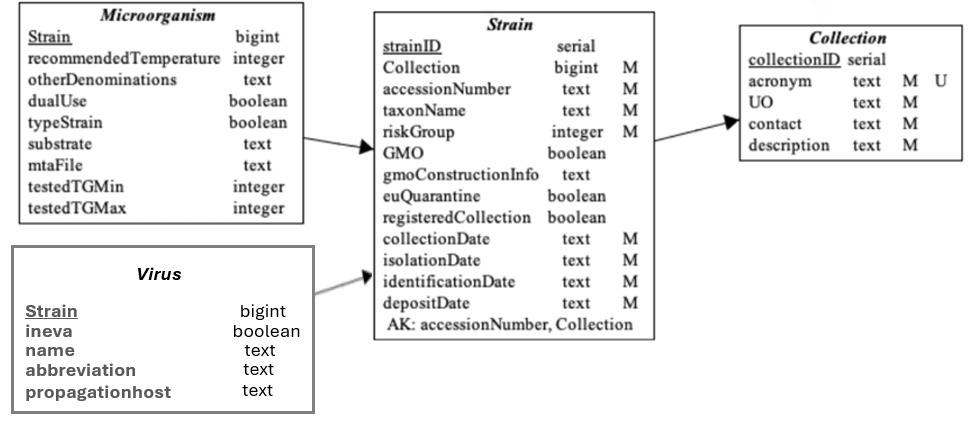 Microorganism
Strain bigint
recommendedTemperature integer
otherDenominations text
dualUse boolean
typeStrain boolean
substrate text
mtaFile text
testedTGMin integer
testedTGMax integer
Virus
Strain bigint
ineva boolean
name text
abbreviation text
propagationhost text
Strain
strainID serial
Collection bigint M
accessionNumber text M
taxonName text M
riskGroup integer M
GMO boolean
gmoConstructionInfo text
euQuarantine boolean
registeredCollection boolean
collectionDate text M
isolationDate text M
identificationDate text M
depositDate text M
AK: accessionNumber, Collection
Collection
collectionID serial
acronym text M U
UO text M
contact text M
description text M